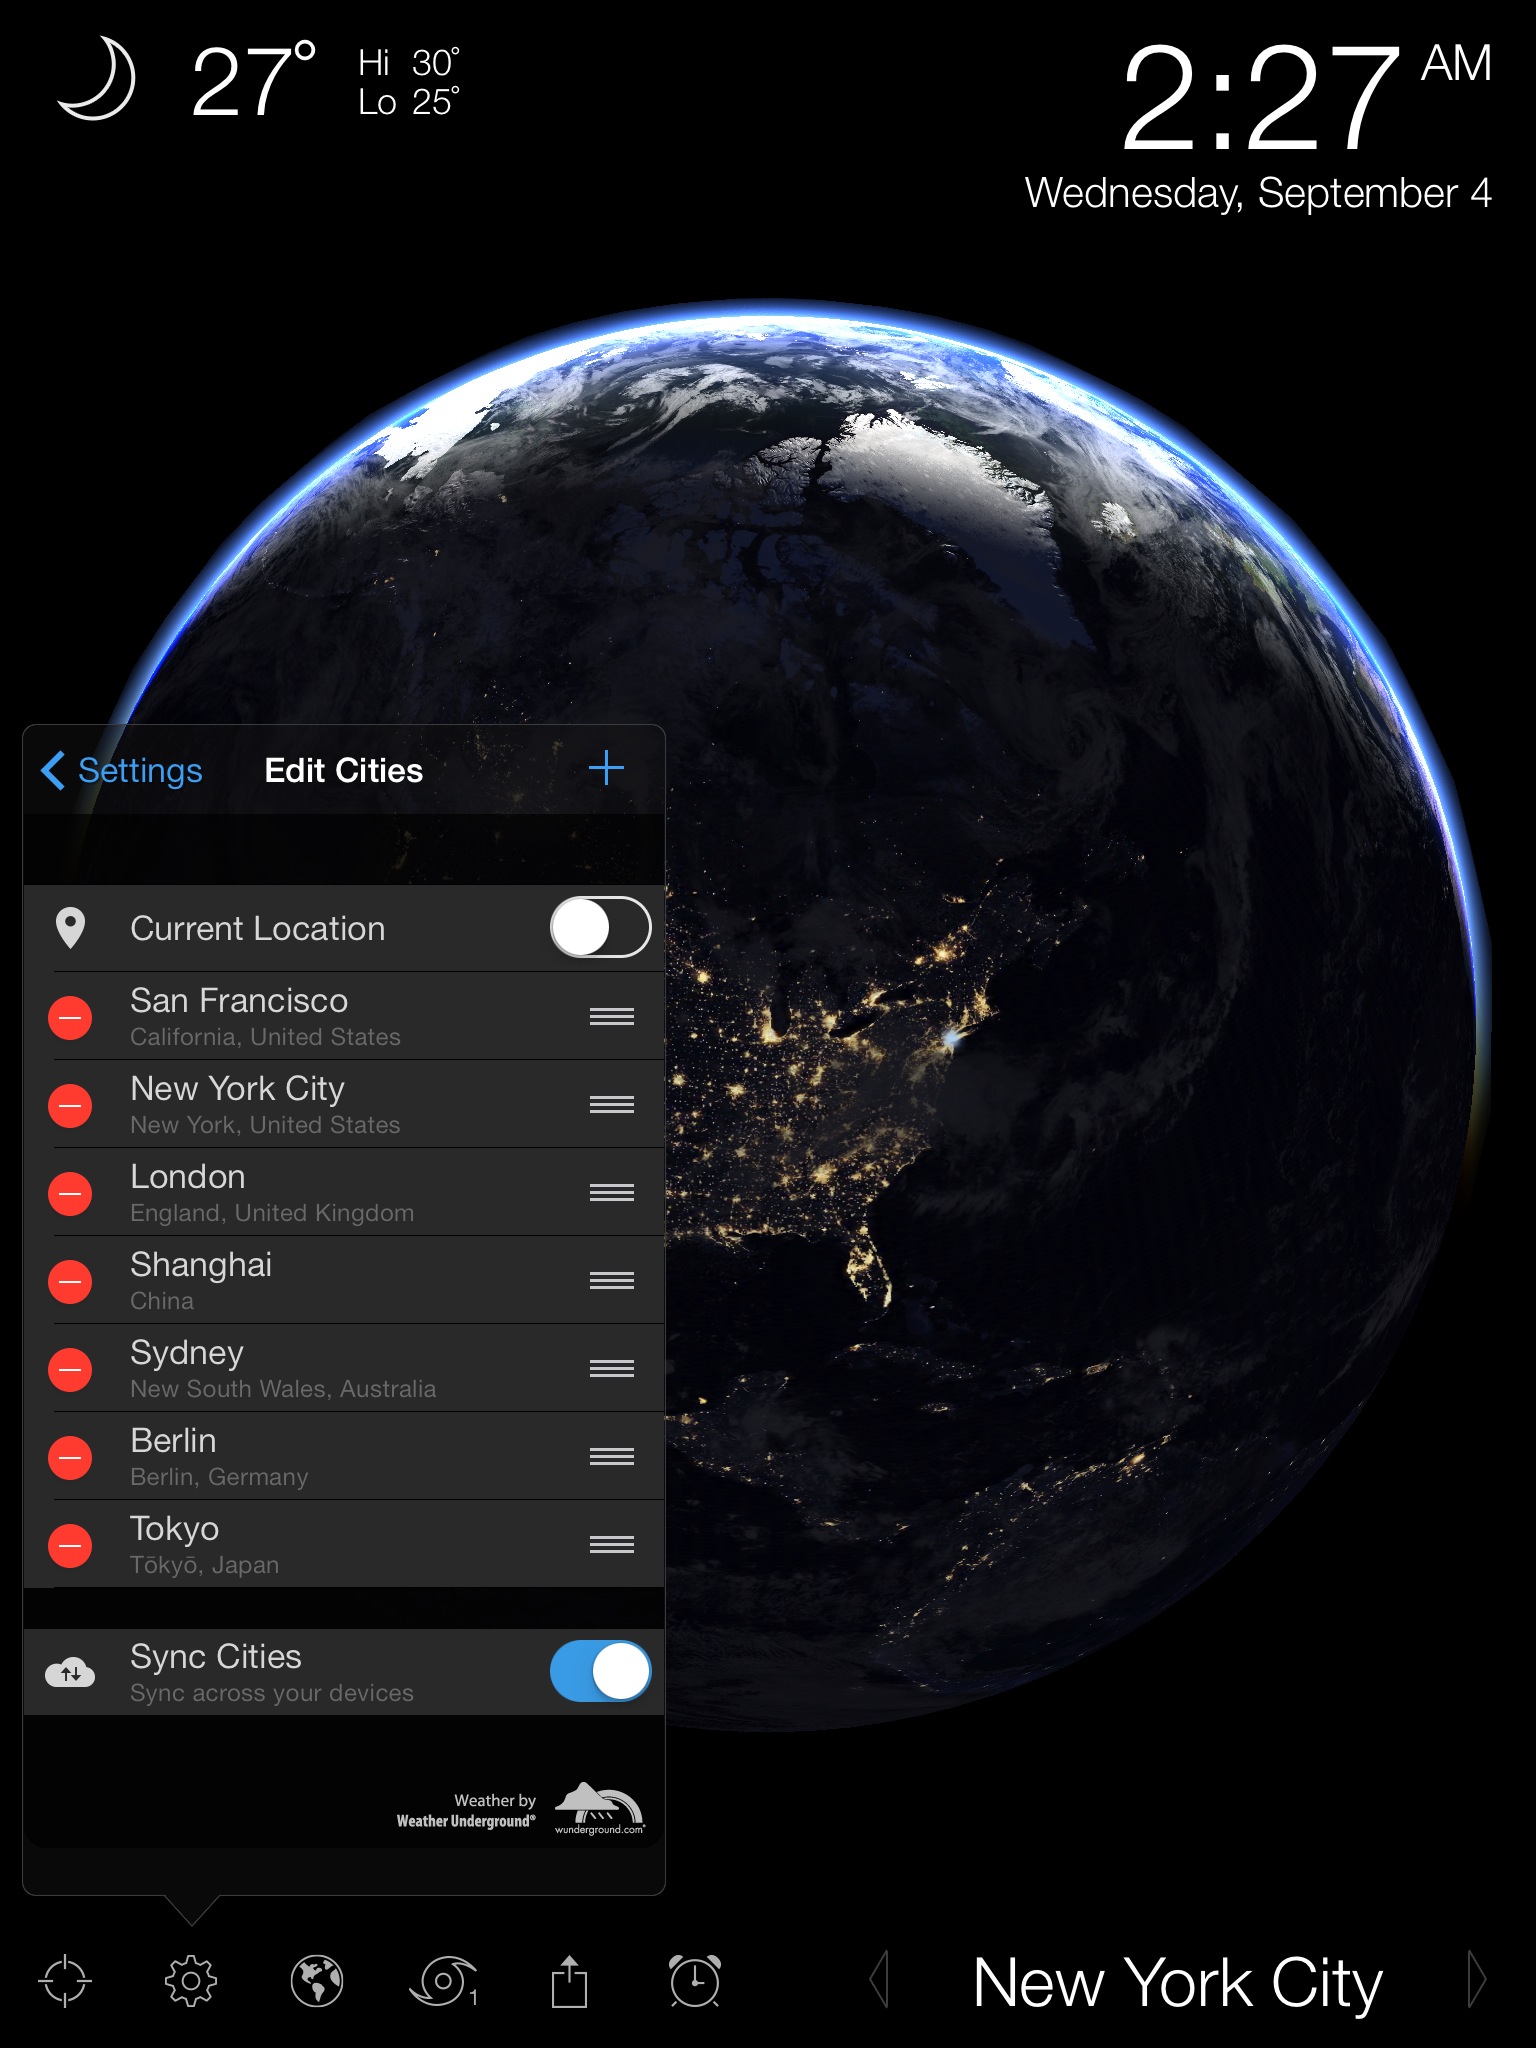 27°
Hi 30°
Lo 25°
2:27 AM
Wednesday, September 4
Settings
Edit Cities
Current Location
San Francisco
California, United States
New York City
New York, United States
London
England, United Kingdom
Shanghai
China
Sydney
New South Wales, Australia
Berlin
Berlin, Germany
Tokyo
Tōkyō, Japan
Sync Cities
Sync across your devices
Weather by
Weather Underground®
wunderground.com®
1
New York City